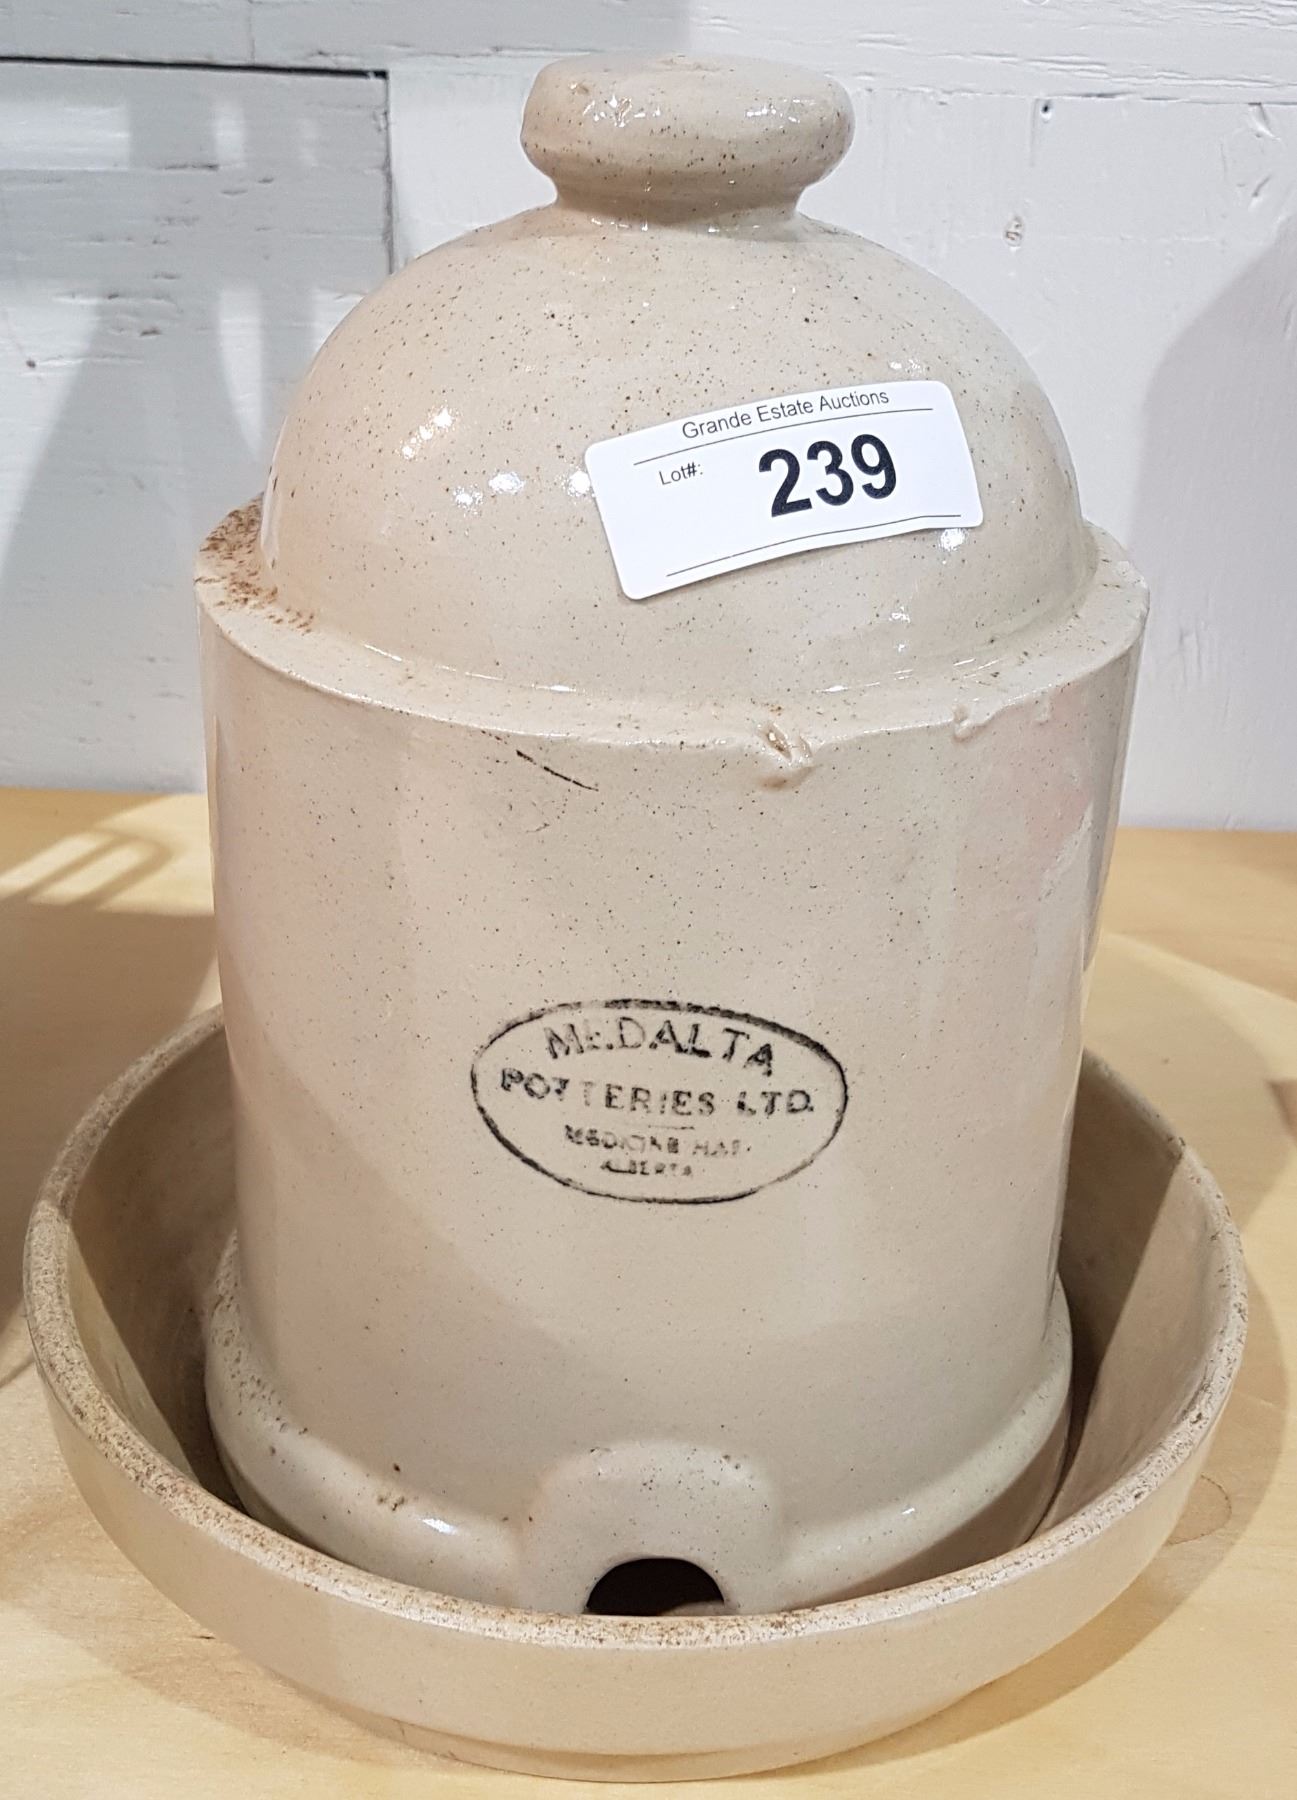 Grande Estate Auctions
Lot#: 239
MEDALTA
POTTERIES LTD.
MEDICINE HAT.
ALBERTA